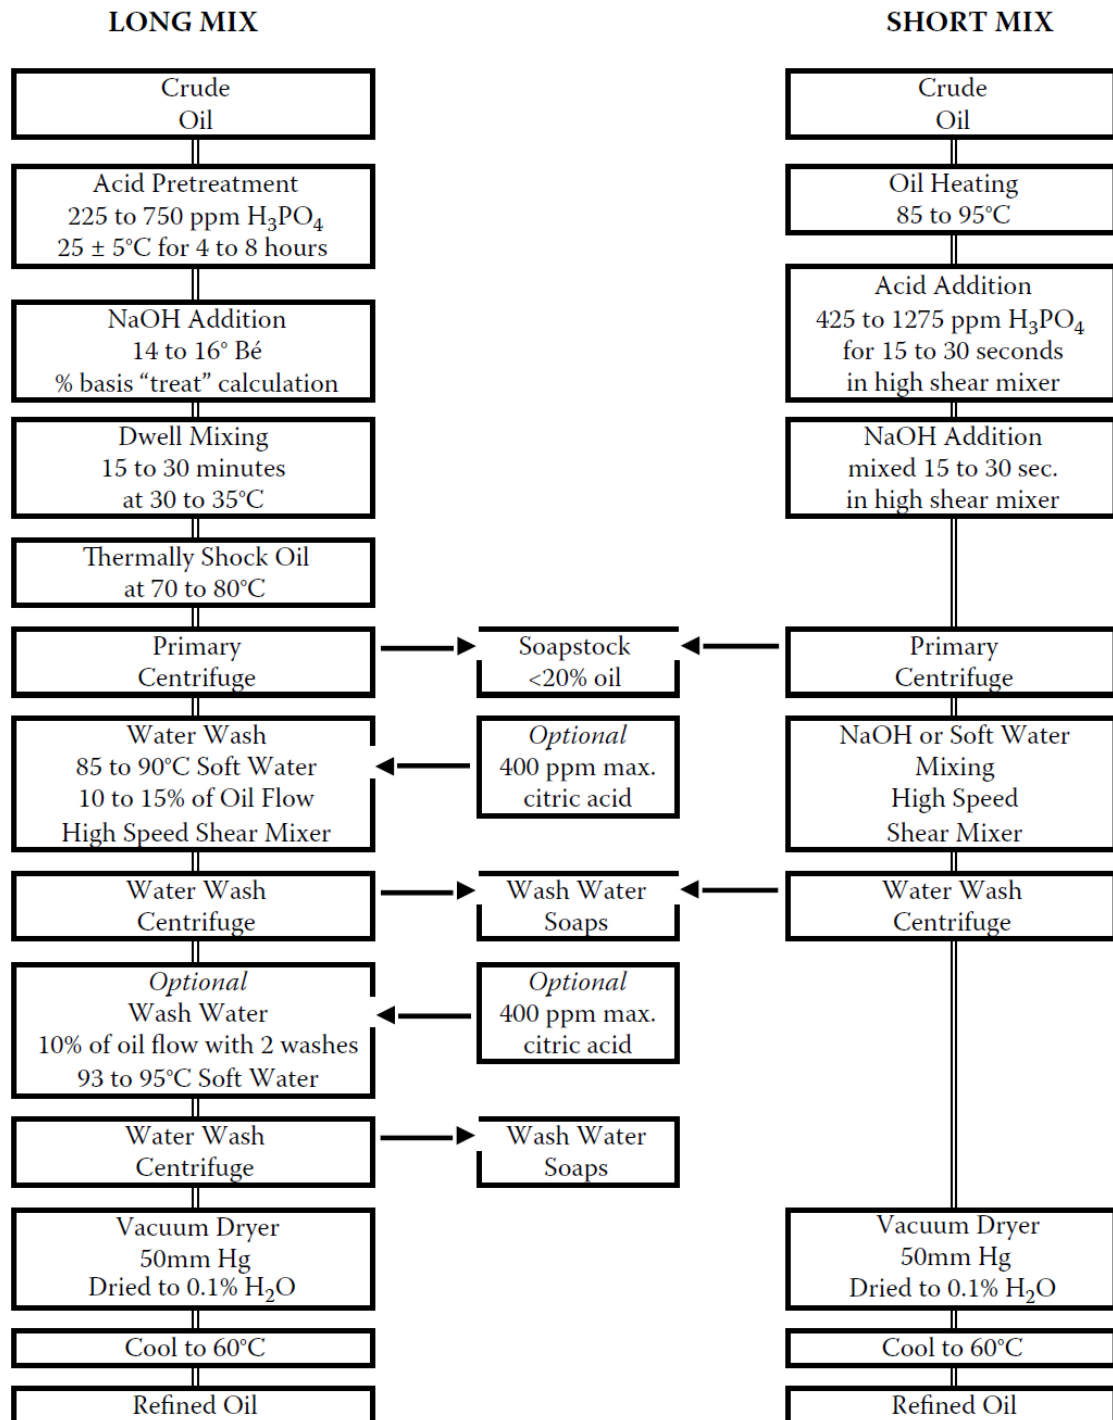 LONG MIX
Crude
Oil
Acid Pretreatment
225 to 750 ppm H₃PO₄
25 ± 5°C for 4 to 8 hours
NaOH Addition
14 to 16° Bé
% basis “treat” calculation
Dwell Mixing
15 to 30 minutes
at 30 to 35°C
Thermally Shock Oil
at 70 to 80°C
Primary
Centrifuge
Water Wash
85 to 90°C Soft Water
10 to 15% of Oil Flow
High Speed Shear Mixer
Water Wash
Centrifuge
Optional
Wash Water
10% of oil flow with 2 washes
93 to 95°C Soft Water
Water Wash
Centrifuge
Vacuum Dryer
50mm Hg
Dried to 0.1% H₂O
Cool to 60°C
Refined Oil
Soapstock
<20% oil
Optional
400 ppm max.
citric acid
Wash Water
Soaps
Optional
400 ppm max.
citric acid
Wash Water
Soaps
SHORT MIX
Crude
Oil
Oil Heating
85 to 95°C
Acid Addition
425 to 1275 ppm H₃PO₄
for 15 to 30 seconds
in high shear mixer
NaOH Addition
mixed 15 to 30 sec.
in high shear mixer
Primary
Centrifuge
NaOH or Soft Water
Mixing
High Speed
Shear Mixer
Water Wash
Centrifuge
Vacuum Dryer
50mm Hg
Dried to 0.1% H₂O
Cool to 60°C
Refined Oil